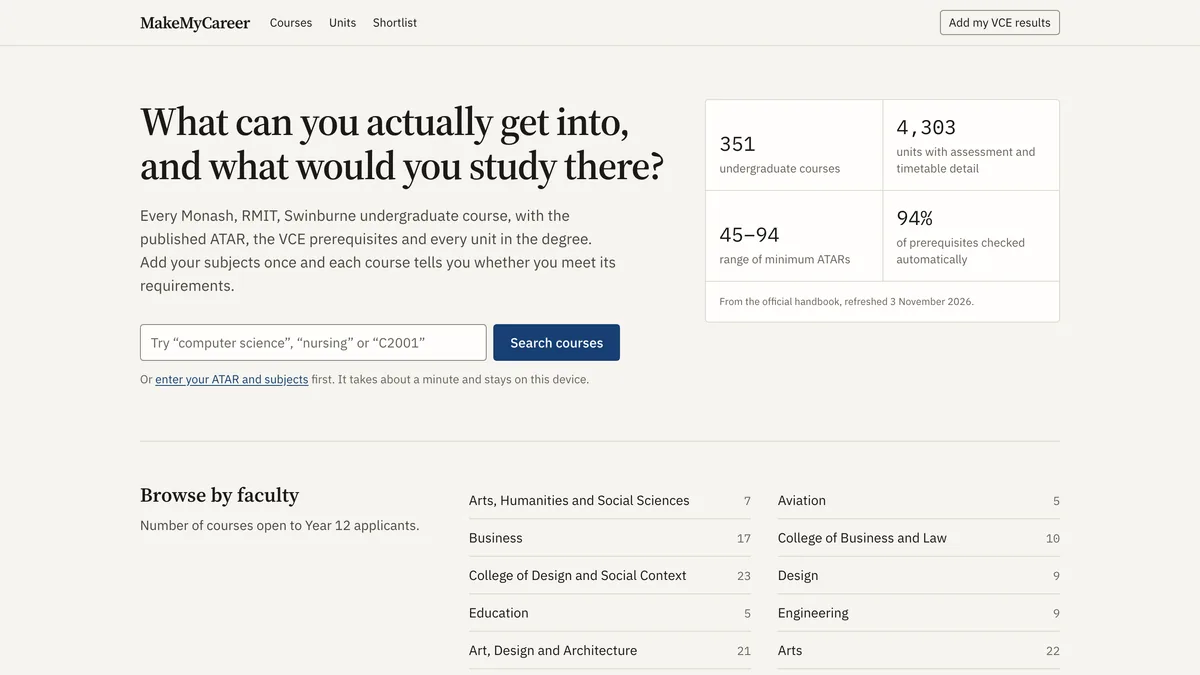 MakeMyCareer Courses Units Shortlist Add my VCE results
What can you actually get into,
and what would you study there?
Every Monash, RMIT, Swinburne undergraduate course, with the
published ATAR, the VCE prerequisites and every unit in the degree.
Add your subjects once and each course tells you whether you meet its
requirements.
Try “computer science”, “nursing” or “C2001” Search courses
Or enter your ATAR and subjects first. It takes about a minute and stays on this device.
351
undergraduate courses
4,303
units with assessment and
timetable detail
45–94
range of minimum ATARs
94%
of prerequisites checked
automatically
From the official handbook, refreshed 3 November 2026.
Browse by faculty
Number of courses open to Year 12 applicants.
Arts, Humanities and Social Sciences 7
Aviation 5
Business 17
College of Business and Law 10
College of Design and Social Context 23
Design 9
Education 5
Engineering 9
Art, Design and Architecture 21
Arts 22